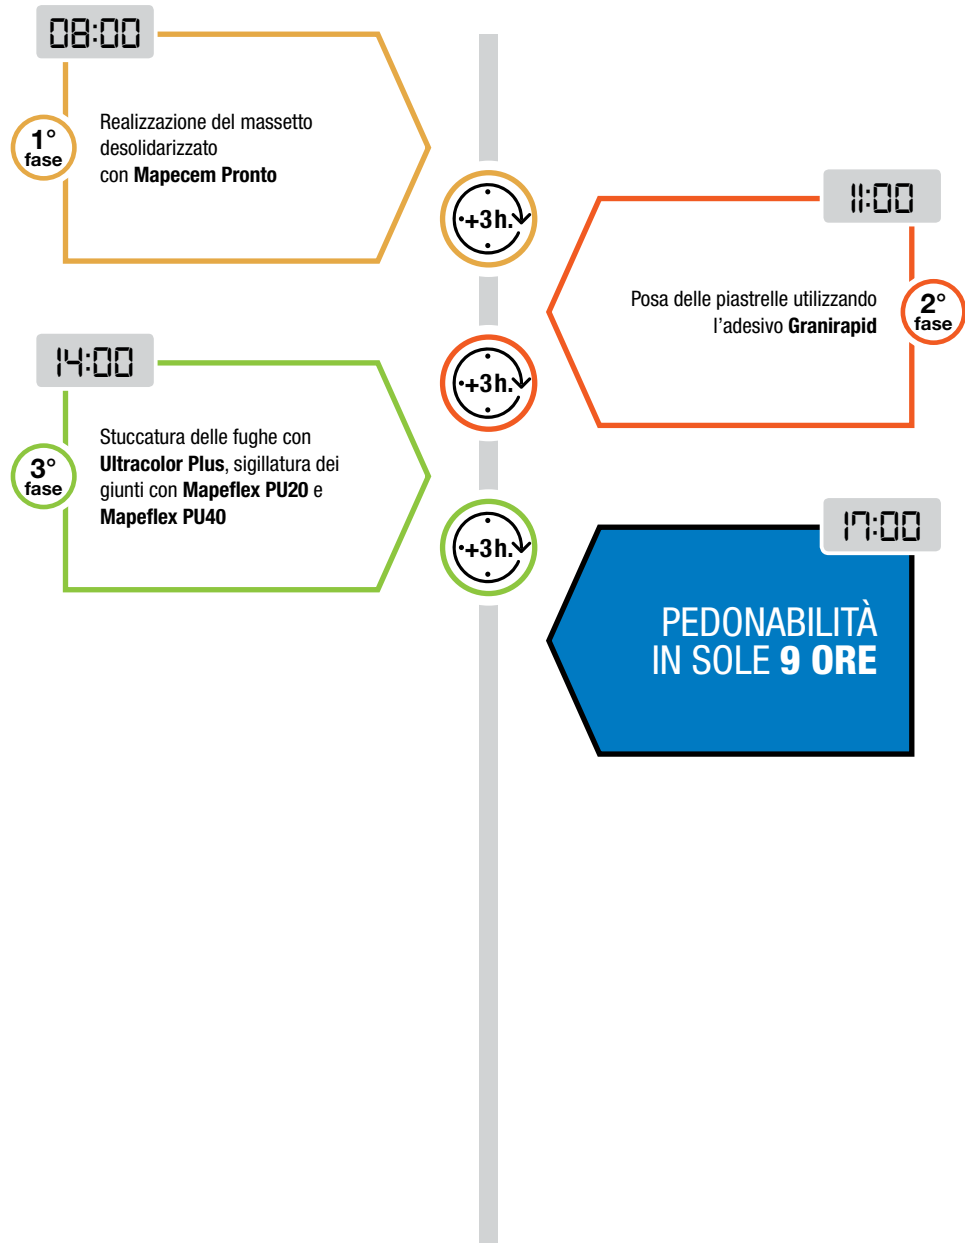 08:00
1°
fase
Realizzazione del massetto
desolidarizzato
con Mapecem Pronto
+3h.
11:00
Posa delle piastrelle utilizzando
l’adesivo Granirapid
2°
fase
+3h.
14:00
3°
fase
Stuccatura delle fughe con
Ultracolor Plus, sigillatura dei
giunti con Mapeflex PU20 e
Mapeflex PU40
+3h.
17:00
PEDONABILITÀ
IN SOLE 9 ORE